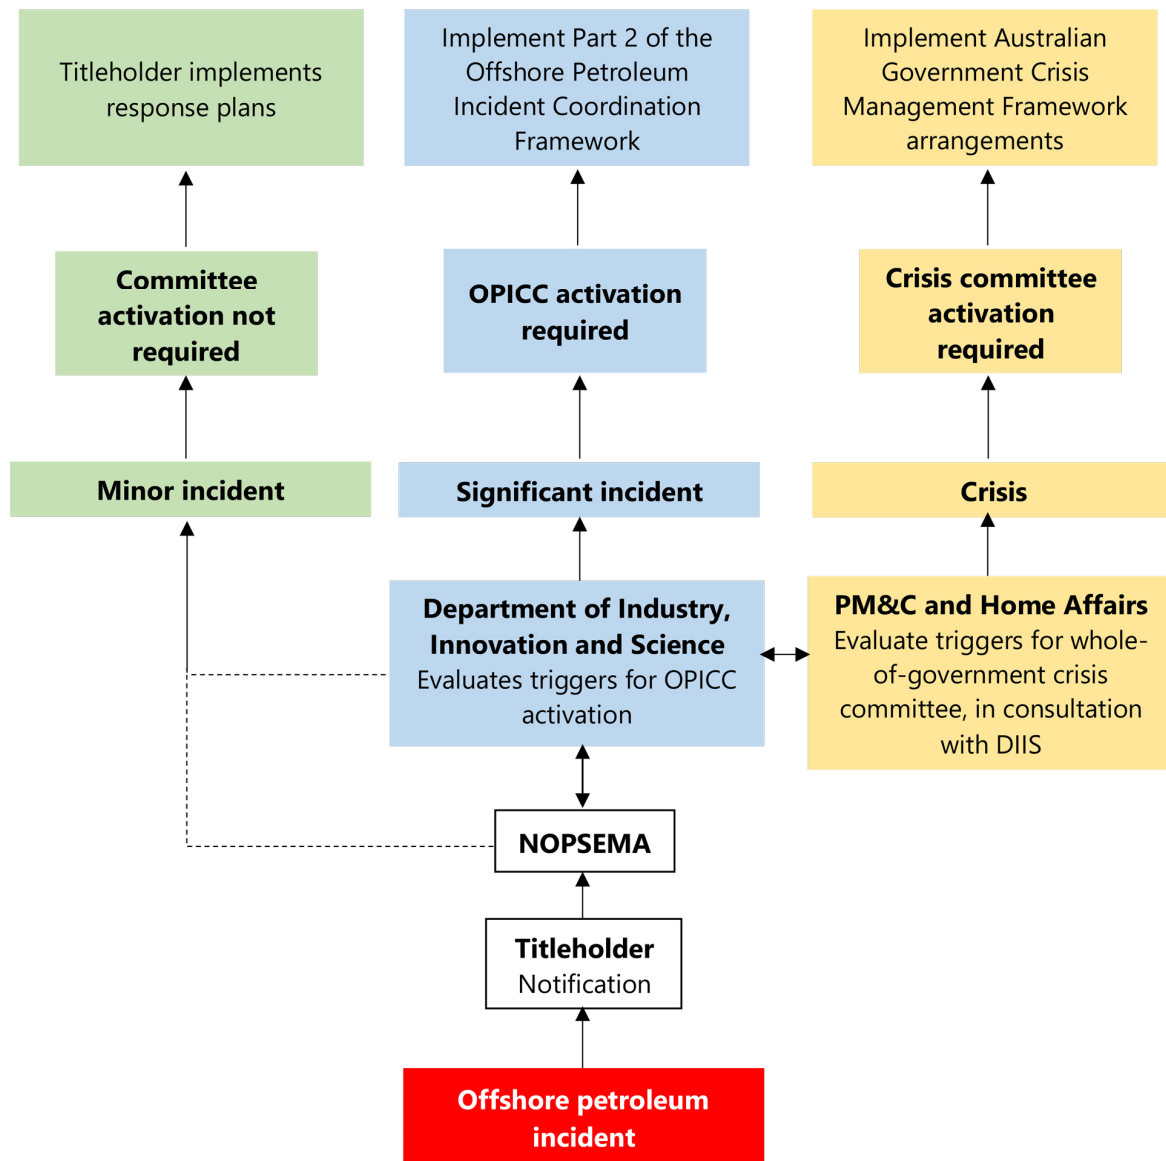 Titleholder implements
response plans
Implement Part 2 of the
Offshore Petroleum
Incident Coordination
Framework
Implement Australian
Government Crisis
Management Framework
arrangements
Committee
activation not
required
OPICC activation
required
Crisis committee
activation
required
Minor incident
Significant incident
Crisis
Department of Industry,
Innovation and Science
Evaluates triggers for OPICC
activation
PM&C and Home Affairs
Evaluate triggers for whole-
of-government crisis
committee, in consultation
with DIIS
NOPSEMA
Titleholder
Notification
Offshore petroleum
incident